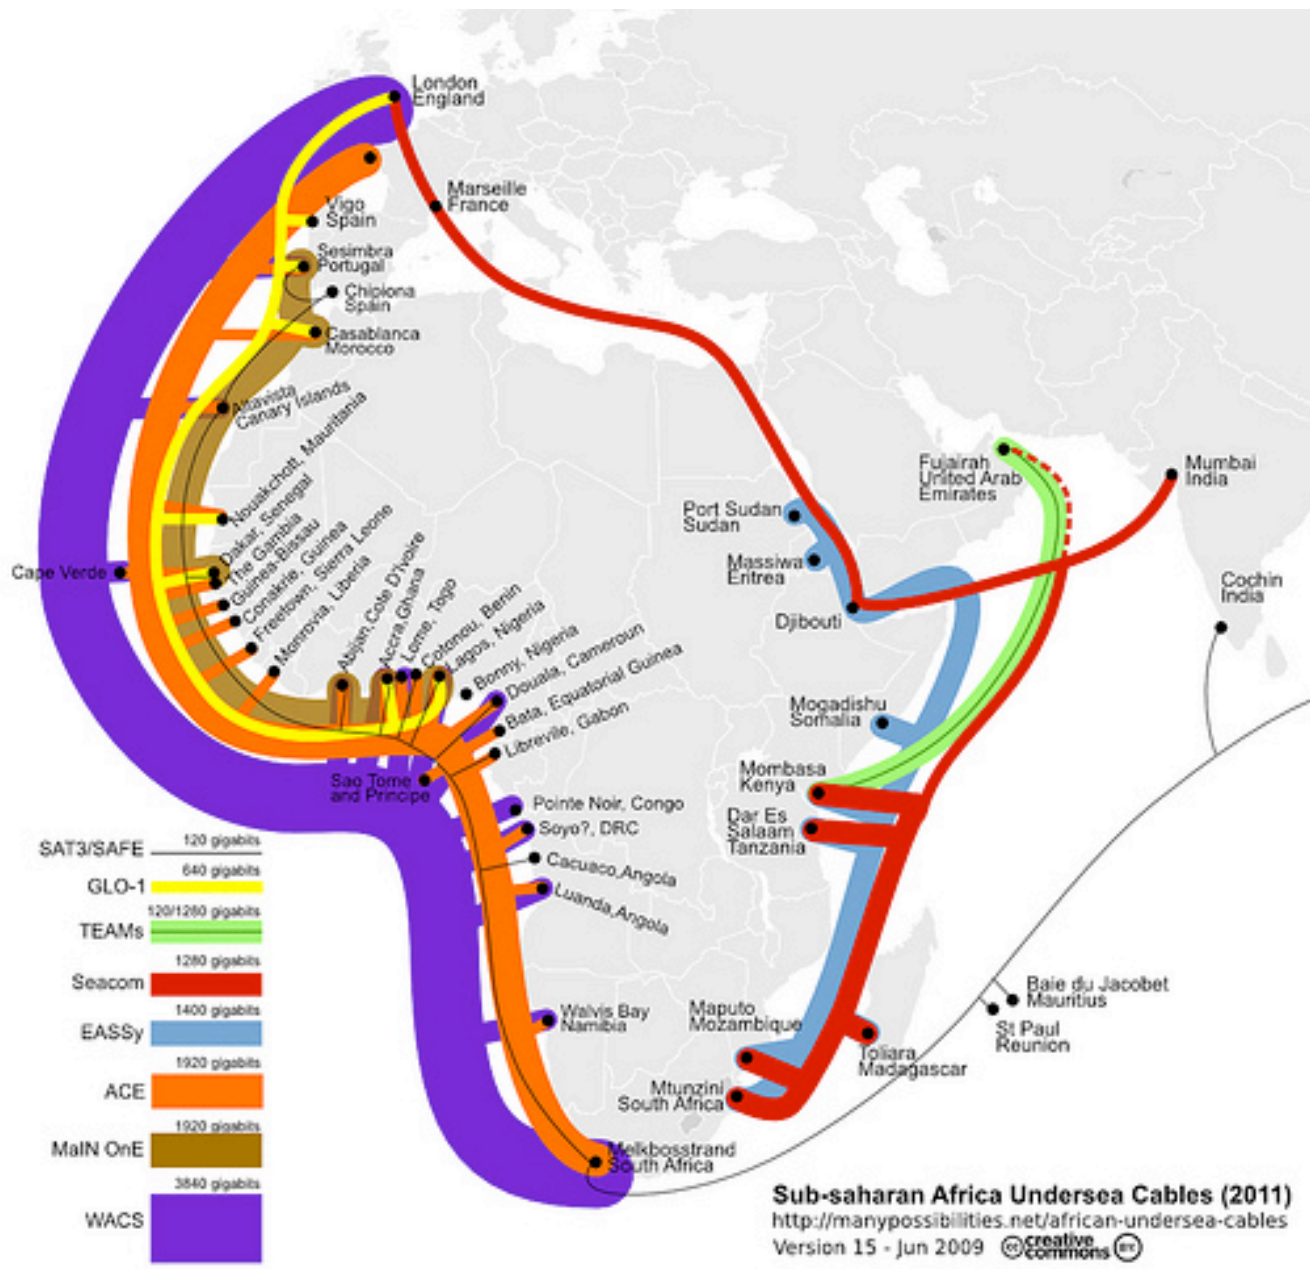 London
England
Marseille
France
Vigo
Spain
Sesimbra
Portugal
Chipiona
Spain
Casablanca
Morocco
Altavista
Canary Islands
Nouakchott, Mauritania
Dakar, Senegal
The Gambia
Guinea-Bissau
Conakrie, Guinea
Freetown, Sierra Leone
Monrovia, Liberia
Abijan, Cote D'Ivoire
Accra, Ghana
Lome, Togo
Cotonou, Benin
Lagos, Nigeria
Bonny, Nigeria
Douala, Cameroun
Bata, Equatorial Guinea
Libreville, Gabon
Cape Verde
Sao Tome
and Principe
Pointe Noir, Congo
Soyo?, DRC
Cacuaco,Angola
Luanda,Angola
Walvis Bay
Namibia
Melkbosstrand
South Africa
Port Sudan
Sudan
Massiwa
Eritrea
Djibouti
Fujairah
United Arab
Emirates
Mumbai
India
Cochin
India
Mogadishu
Somalia
Mombasa
Kenya
Dar Es
Salaam
Tanzania
Maputo
Mozambique
Mtunzini
South Africa
Toliara
Madagascar
Baie du Jacobet
Mauritius
St Paul
Reunion
SAT3/SAFE 120 gigabits
GLO-1 640 gigabits
TEAMs 120/1280 gigabits
Seacom 1280 gigabits
EASSy 1400 gigabits
ACE 1920 gigabits
MaIN OnE 1920 gigabits
WACS 3840 gigabits
Sub-saharan Africa Undersea Cables (2011)
http://manypossibilities.net/african-undersea-cables
Version 15 - Jun 2009 cc creative
commons